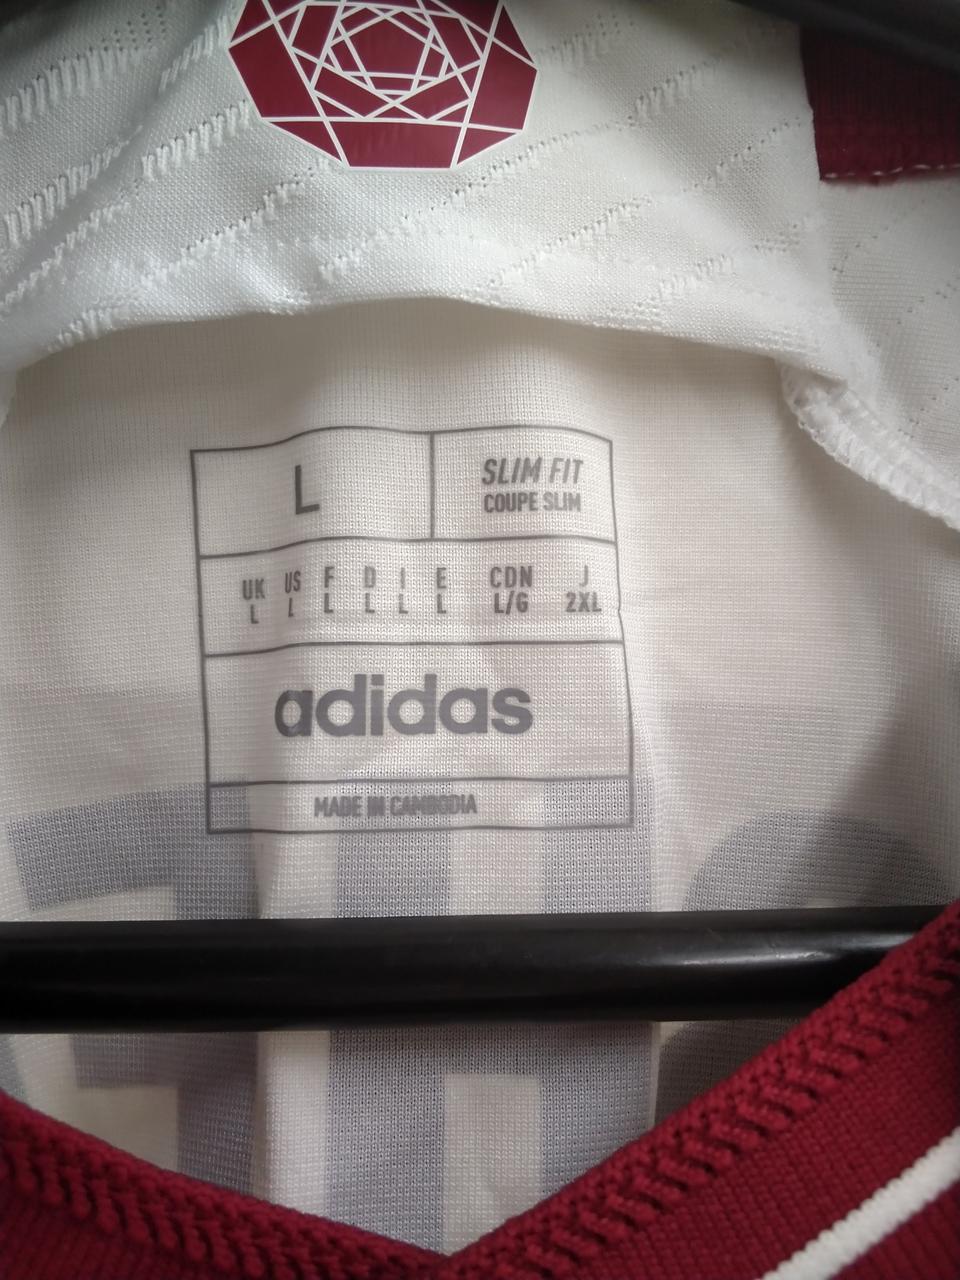 L
SLIM FIT
COUPE SLIM
UK US F D I E CDN J
L L L L L L L/G 2XL
adidas
MADE IN CAMBODIA